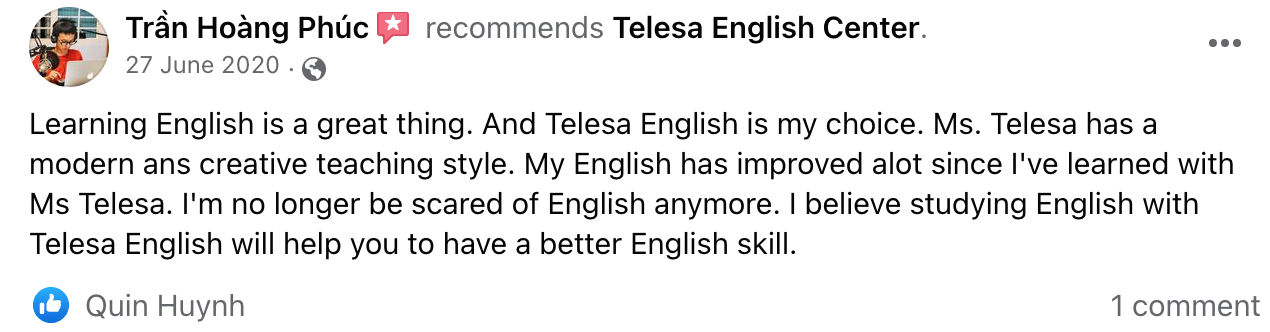 Trần Hoàng Phúc recommends Telesa English Center.
27 June 2020 ·
Learning English is a great thing. And Telesa English is my choice. Ms. Telesa has a
modern ans creative teaching style. My English has improved alot since I've learned with
Ms Telesa. I'm no longer be scared of English anymore. I believe studying English with
Telesa English will help you to have a better English skill.
Quin Huynh 1 comment